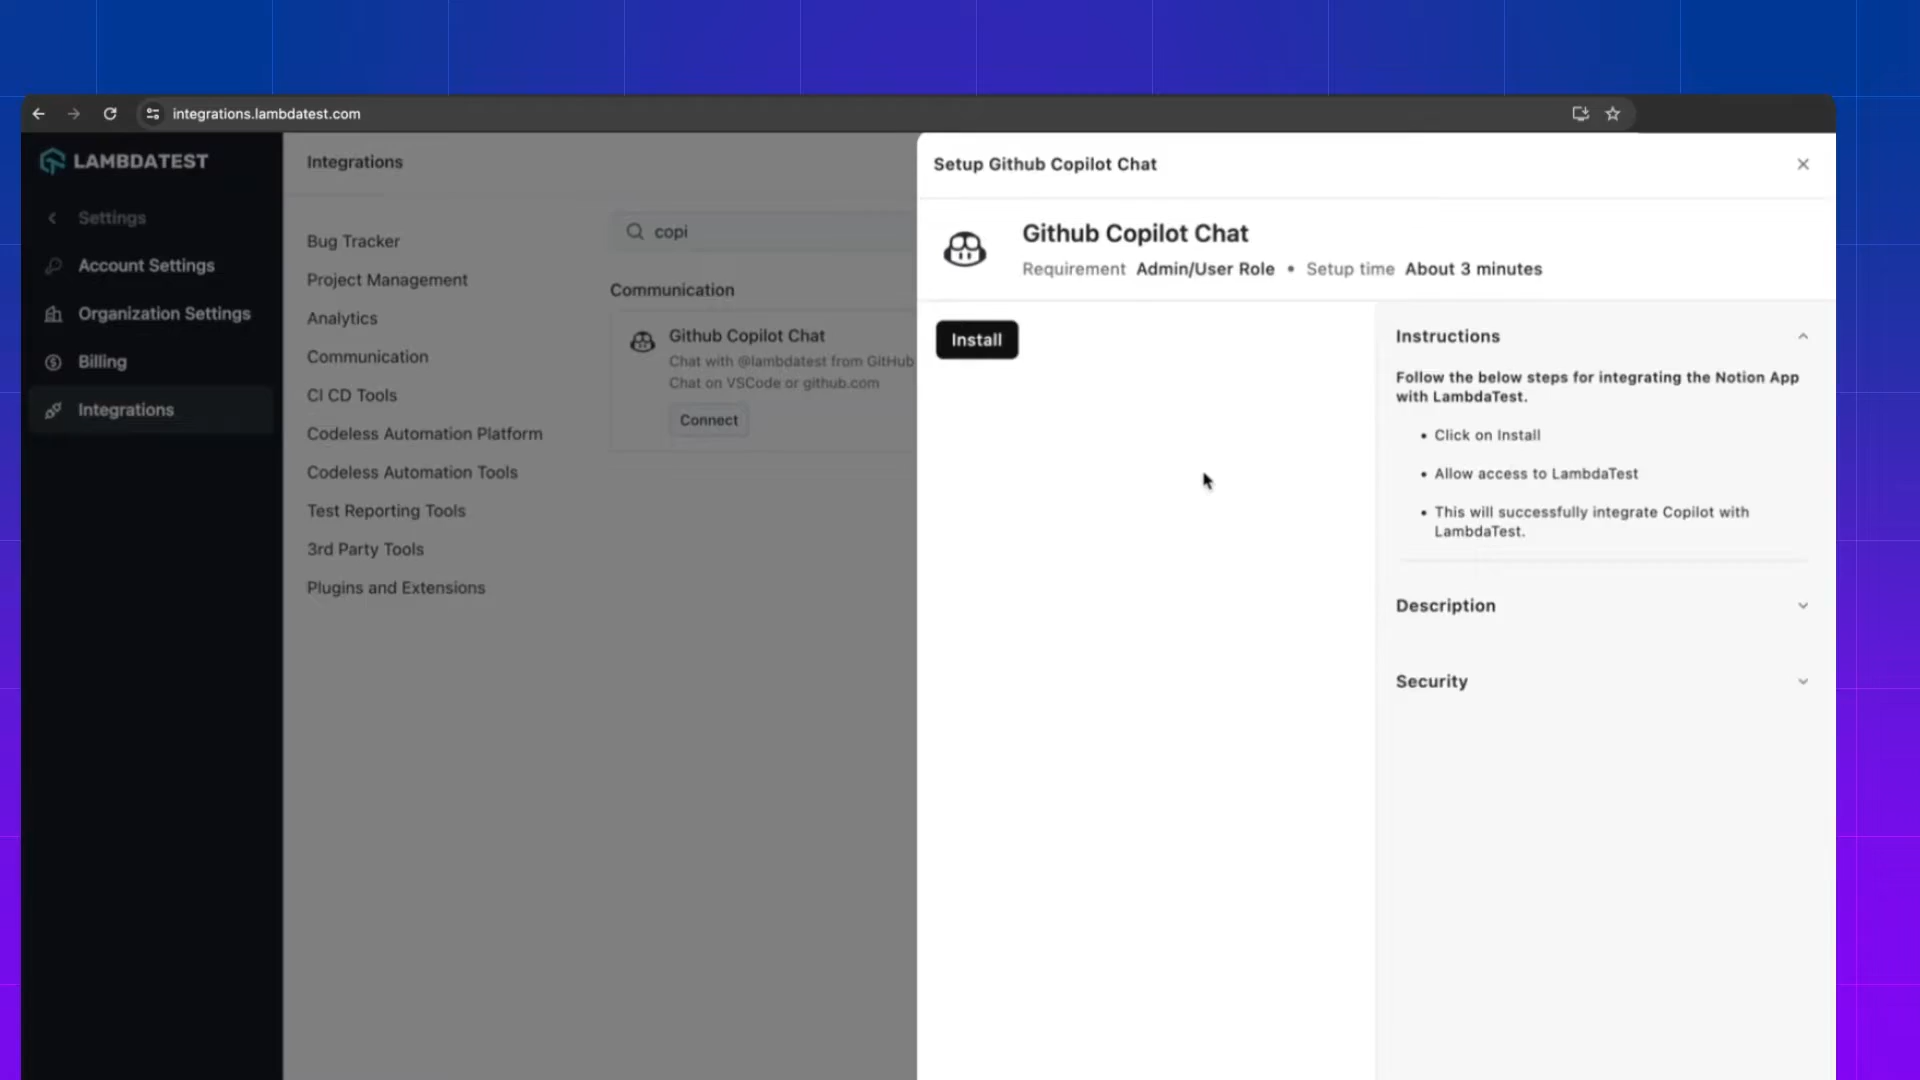 integrations.lambdatest.com
LAMBDATEST
Settings
Account Settings
Organization Settings
Billing
Integrations
Integrations
Bug Tracker
Project Management
Analytics
Communication
CI CD Tools
Codeless Automation Platform
Codeless Automation Tools
Test Reporting Tools
3rd Party Tools
Plugins and Extensions
copi
Communication
Github Copilot Chat
Chat with @lambdatest from GitHub
Chat on VSCode or github.com
Connect
Setup Github Copilot Chat
Github Copilot Chat
Requirement Admin/User Role • Setup time About 3 minutes
Install
Instructions
Follow the below steps for integrating the Notion App
with LambdaTest.
• Click on Install
• Allow access to LambdaTest
• This will successfully integrate Copilot with
LambdaTest.
Description
Security